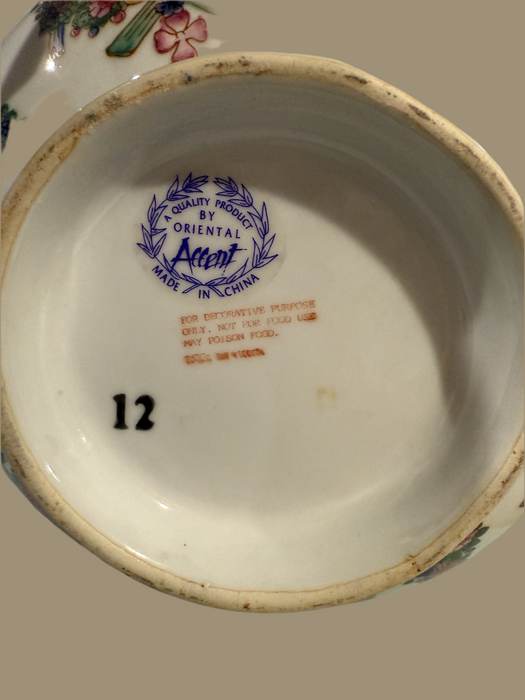 A QUALITY PRODUCT
BY
ORIENTAL
Accent
MADE IN CHINA
FOR DECORATIVE PURPOSE
ONLY. NOT FOR FOOD USE
MAY POISON FOOD.
12